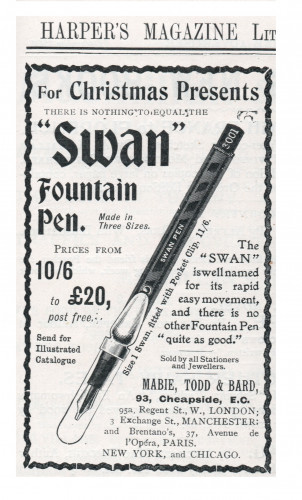 HARPER'S MAGAZINE Lit
For Christmas Presents
THERE IS NOTHING TO EQUAL THE
"Swan"
Fountain
Pen.
Made in
Three Sizes.
PRICES FROM
10/6
to £20,
post free.
Send for
Illustrated
Catalogue
3001
SWAN PEN
Size 1 Swan, fitted with Pocket Clip, 11/6.
The
"SWAN"
is well named
for its rapid
easy movement,
and there is no
other Fountain Pen
"quite as good."
Sold by all Stationers
and Jewellers.
MABIE, TODD & BARD,
93, Cheapside, E.C.
95a, Regent St., W., LONDON;
3 Exchange St., MANCHESTER:
and Brentano's, 37, Avenue de
l'Opéra, PARIS.
NEW YORK, and CHICAGO.